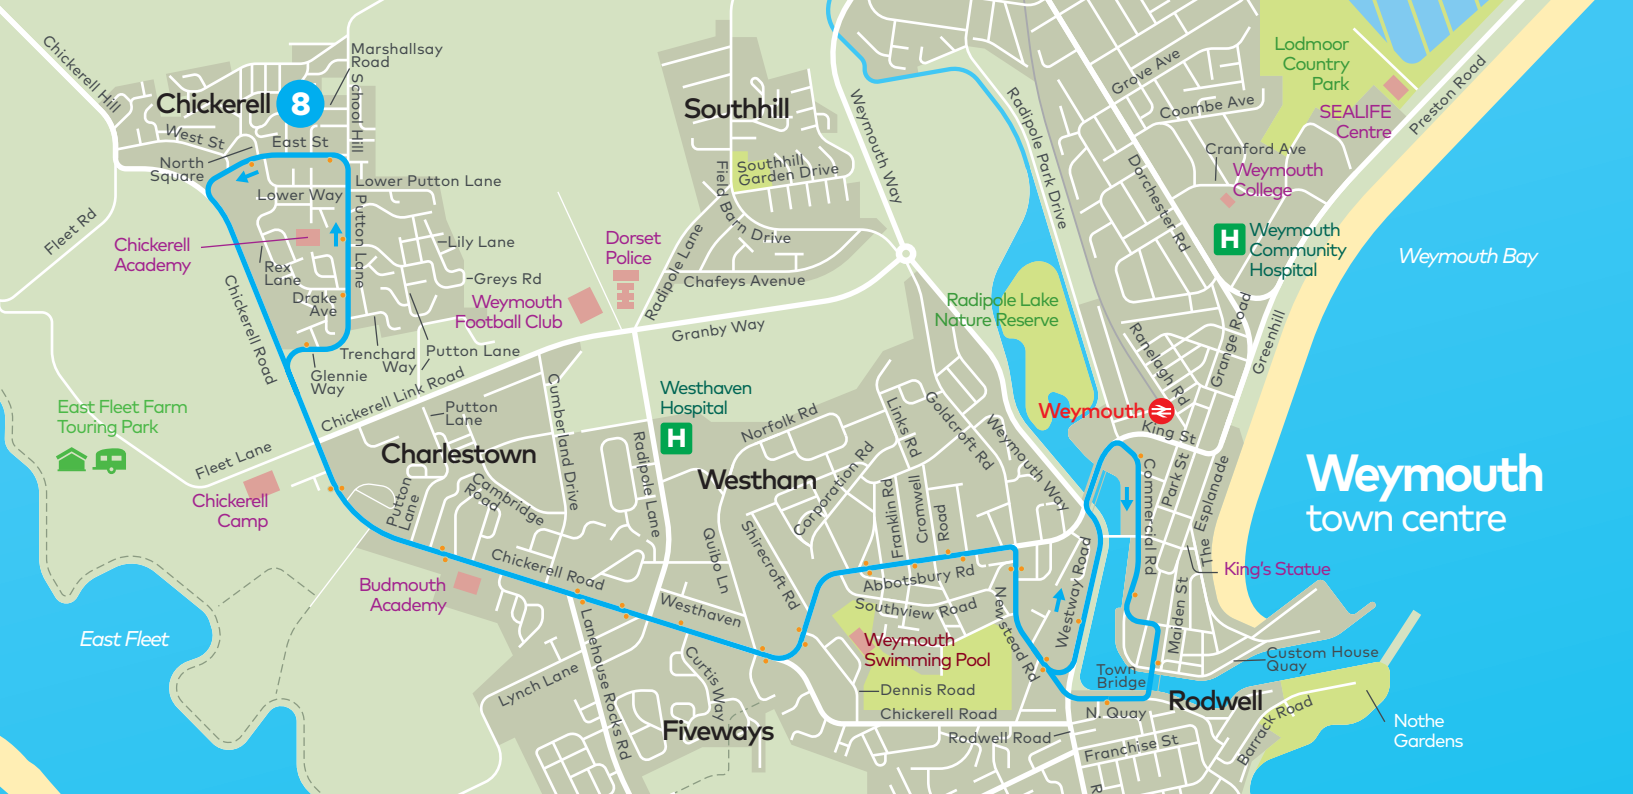 Chickerell Hill
Marshallsay
Road
School Hill
Chickerell
8
West St
East St
North
Square
Lower Putton Lane
Lower Way
Putton Lane
Fleet Rd
Chickerell
Academy
Lily Lane
Rex
Lane
Greys Rd
Drake
Ave
Chickerell Road
Trenchard
Way
Putton Lane
Glennie
Way
Chickerell Link Road
East Fleet Farm
Touring Park
Fleet Lane
Chickerell
Camp
Putton
Lane
Charlestown
Putton
Lane
Cambridge
Road
Cumberland Drive
Budmouth
Academy
Chickerell Road
East Fleet
Southhill
Southhill
Garden Drive
Field Barn Drive
Dorset
Police
Radipole Lane
Chafeys Avenue
Weymouth
Football Club
Granby Way
Westhaven
Hospital
H
Radipole Lane
Norfolk Rd
Westham
Corporation Rd
Links Rd
Goldcroft Rd
Weymouth Way
Franklin Rd
Cromwell
Road
Quibo Ln
Shirecroft Rd
Abbotsbury Rd
Southview Road
Westhaven
Weymouth
Swimming Pool
Newstead Rd
Westway Road
Lanehouse Rocks Rd
Lynch Lane
Curtis Way
Fiveways
Dennis Road
Chickerell Road
Rodwell Road
Weymouth Way
Radipole Park Drive
Grove Ave
Coombe Ave
Lodmoor
Country
Park
SEALIFE
Centre
Preston Road
Cranford Ave
Weymouth
College
Dorchester Rd
H
Weymouth
Community
Hospital
Weymouth Bay
Radipole Lake
Nature Reserve
Ranelagh Rd
Grange Road
Greenhill
Weymouth
King St
Park St
Commercial Rd
The Esplanade
Weymouth
town centre
King's Statue
Maiden St
Custom House
Quay
Town
Bridge
Rodwell
N. Quay
Franchise St
Barrack Road
Nothe
Gardens
R